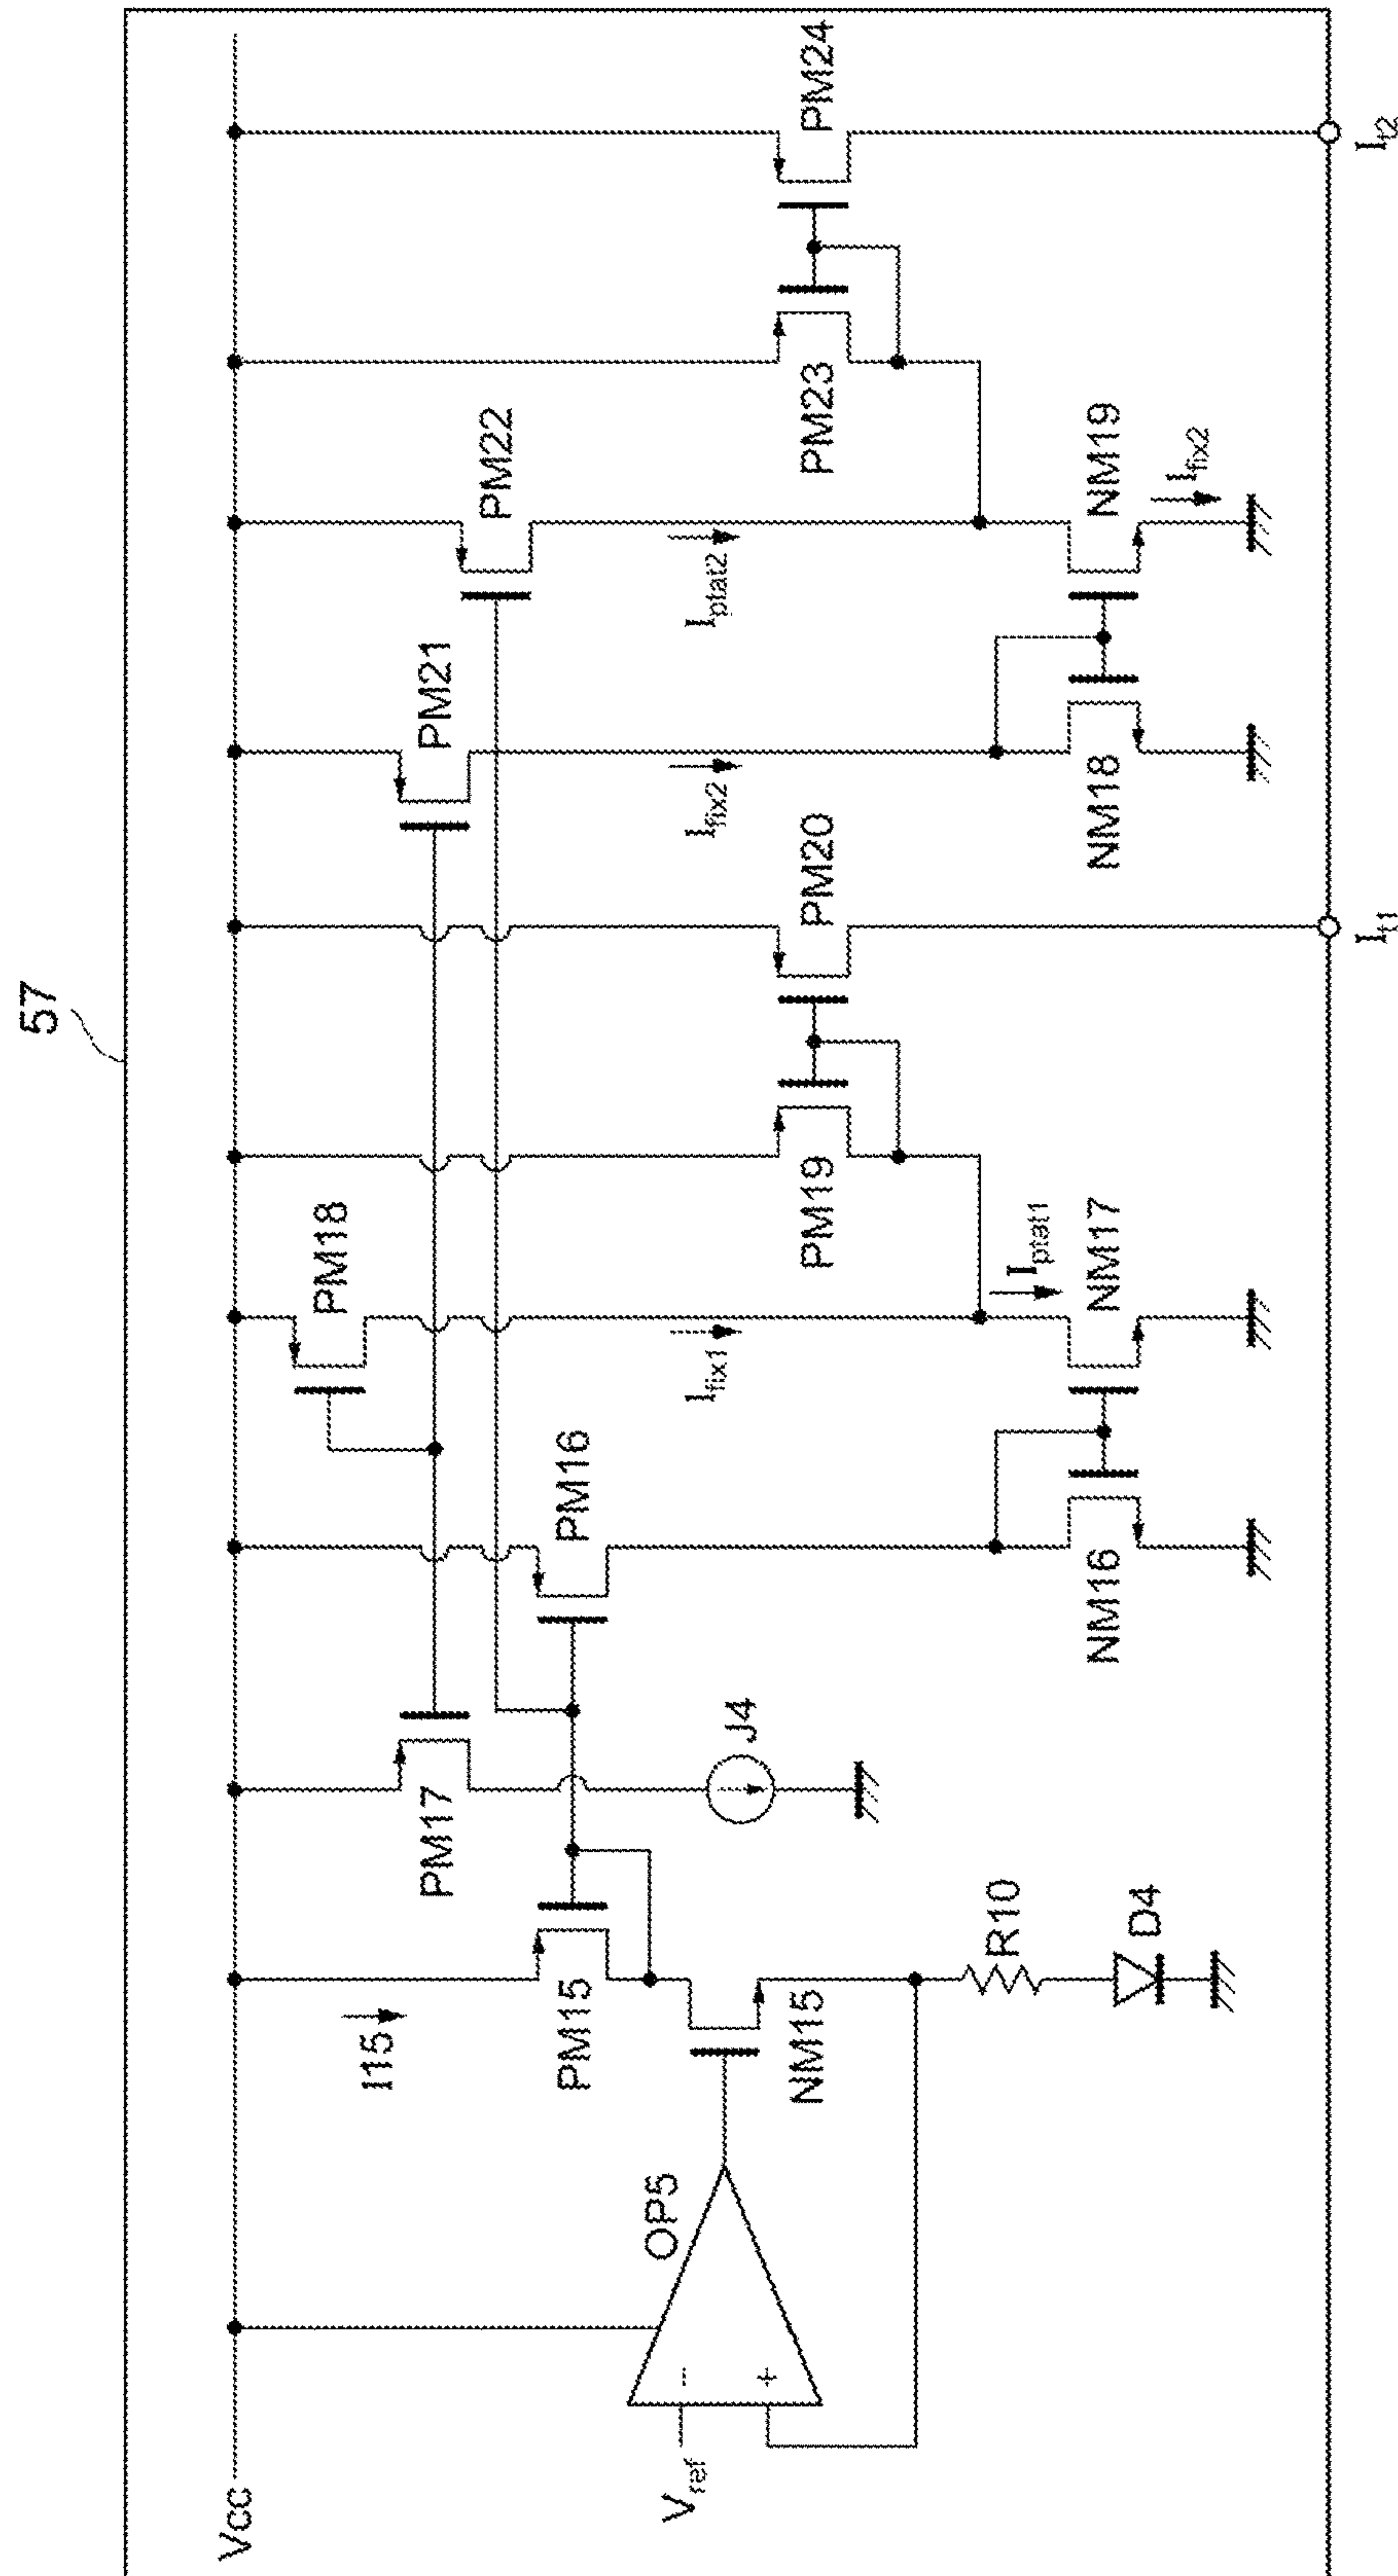 57
Vcc
I15
PM15
PM17
PM16
PM18
PM19
PM20
PM21
PM22
PM23
PM24
OP5
Vref
-
+
NM15
R10
D4
J4
NM16
NM17
Ifix1
Iptat1
Ifix2
Iptat2
NM18
NM19
Ifix2
It1
It2